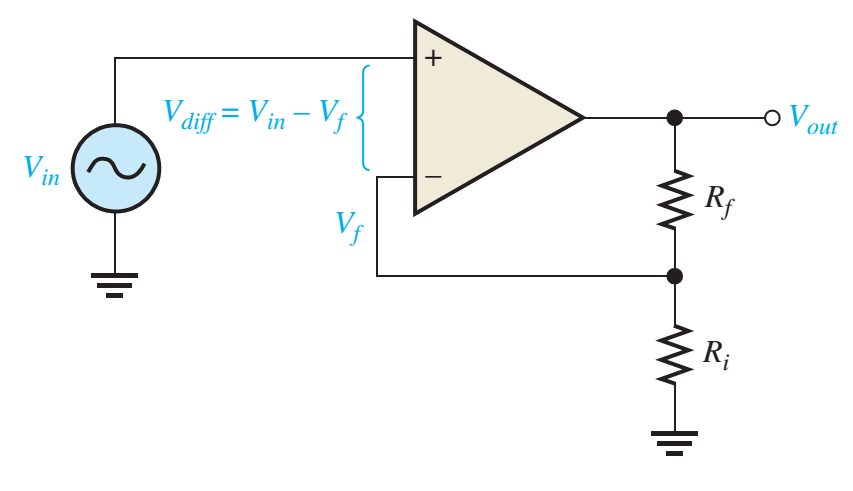 +
V_diff = V_in − V_f
V_out
V_in
−
R_f
V_f
R_i